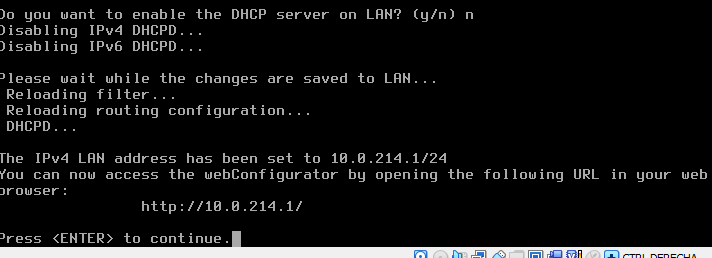 Do you want to enable the DHCP server on LAN? (y/n) n
Disabling IPv4 DHCPD...
Disabling IPv6 DHCPD...
Please wait while the changes are saved to LAN...
Reloading filter...
Reloading routing configuration...
DHCPD...
The IPv4 LAN address has been set to 10.0.214.1/24
You can now access the webConfigurator by opening the following URL in your web
browser:
http://10.0.214.1/
Press <ENTER> to continue.
CTRL DERECHA